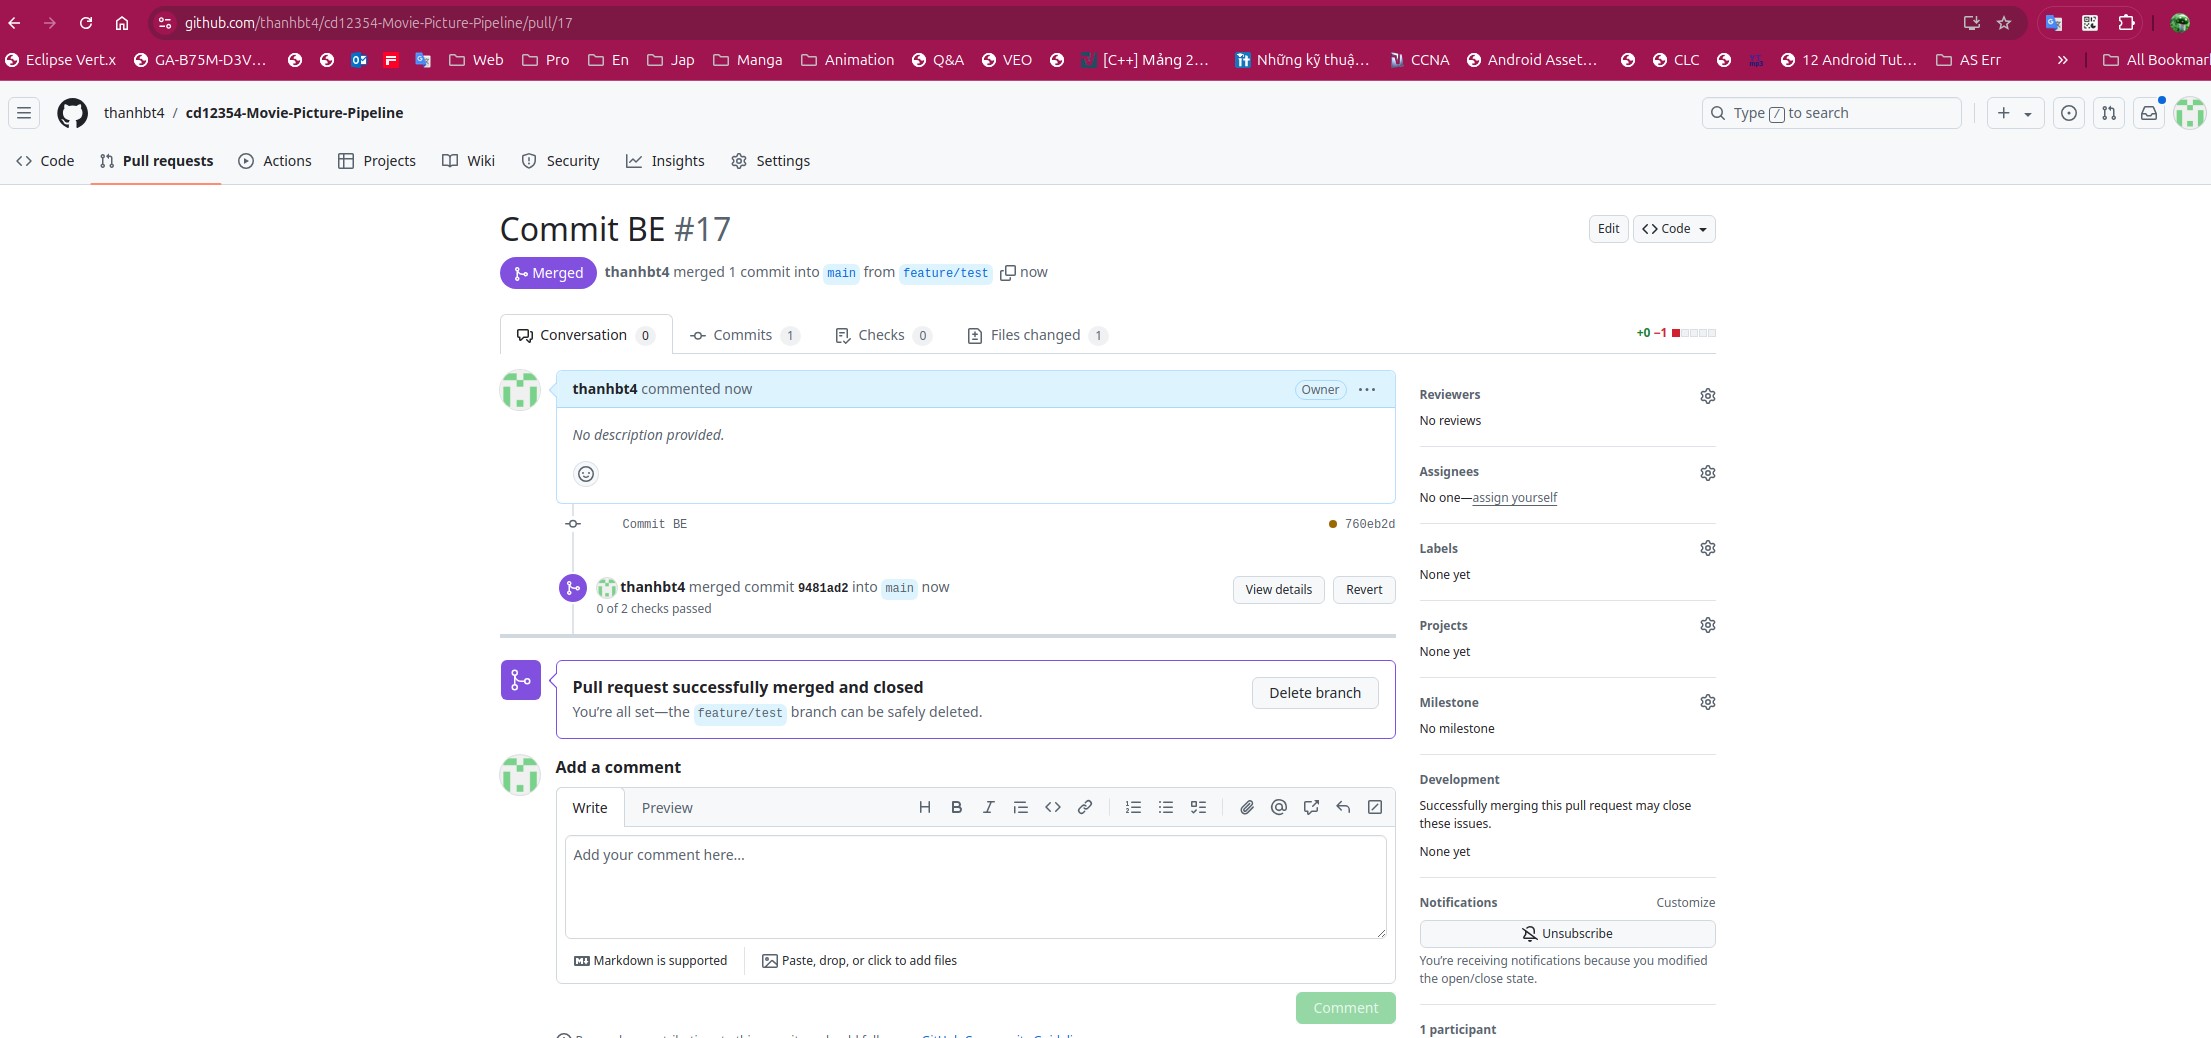 github.com/thanhbt4/cd12354-Movie-Picture-Pipeline/pull/17
Eclipse Vert.x GA-B75M-D3V... Web Pro En Jap Manga Animation Q&A VEO [C++] Mảng 2... Những kỹ thuậ... CCNA Android Asset... CLC 12 Android Tut... AS Err » All Bookmar
thanhbt4 / cd12354-Movie-Picture-Pipeline Type / to search
Code Pull requests Actions Projects Wiki Security Insights Settings
Commit BE #17 Edit Code
Merged thanhbt4 merged 1 commit into main from feature/test now
Conversation 0 Commits 1 Checks 0 Files changed 1 +0 −1
thanhbt4 commented now Owner
No description provided.
Commit BE 760eb2d
thanhbt4 merged commit 9481ad2 into main now View details Revert
0 of 2 checks passed
Pull request successfully merged and closed
You're all set—the feature/test branch can be safely deleted.
Delete branch
Add a comment
Write Preview
Add your comment here...
Markdown is supported Paste, drop, or click to add files
Comment
Reviewers
No reviews
Assignees
No one—assign yourself
Labels
None yet
Projects
None yet
Milestone
No milestone
Development
Successfully merging this pull request may close
these issues.
None yet
Notifications Customize
Unsubscribe
You're receiving notifications because you modified
the open/close state.
1 participant